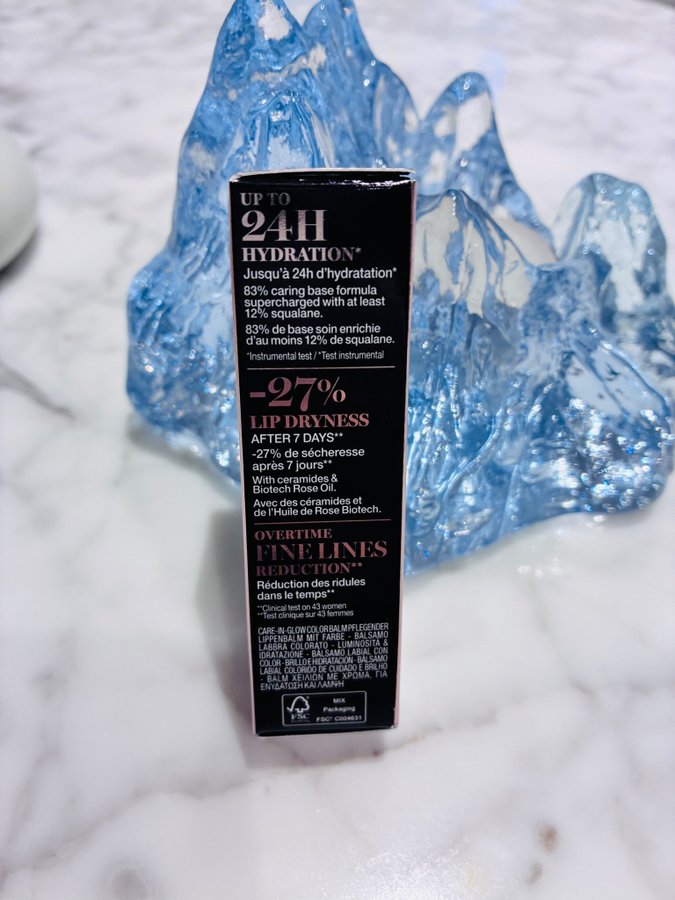 UP TO
24H
HYDRATION*
Jusqu'à 24h d'hydratation*
83% caring base formula
supercharged with at least
12% squalane.
83% de base soin enrichie
d'au moins 12% de squalane.
*Instrumental test / *Test instrumental
-27%
LIP DRYNESS
AFTER 7 DAYS**
-27% de sécheresse
après 7 jours**
With ceramides &
Biotech Rose Oil.
Avec des céramides et
de l'Huile de Rose Biotech.
OVERTIME
FINE LINES
REDUCTION**
Réduction des ridules
dans le temps**
**Clinical test on 43 women
**Test clinique sur 43 femmes
CARE-IN-GLOW COLOR BALM PFLEGENDER
LIPPENBALM MIT FARBE - BALSAMO
LABBRA COLORATO - LUMINOSITÀ &
IDRATAZIONE - BÁLSAMO LABIAL CON
COLOR - BRILLO E HIDRATACIÓN - BÁLSAMO
LABIAL COLORIDO DE CUIDADO E BRILHO
- BALM ΧΕΙΛΙΩΝ ΜΕ ΧΡΩΜΑ, ΓΙΑ
ΕΝΥΔΑΤΩΣΗ ΚΑΙ ΛΑΜΨΗ
FSC
MIX
Packaging
FSC® C004631